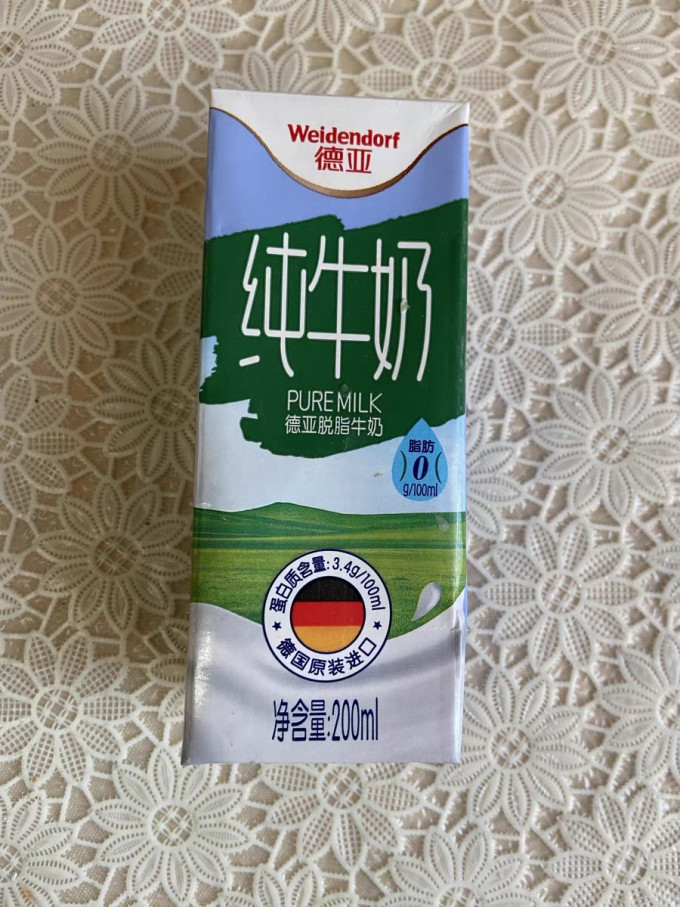 Weidendorf
德亚
纯牛奶
PURE MILK
德亚脱脂牛奶
脂肪
0
g/100ml
蛋白质含量:3.4g/100ml
德国原装进口
净含量:200ml